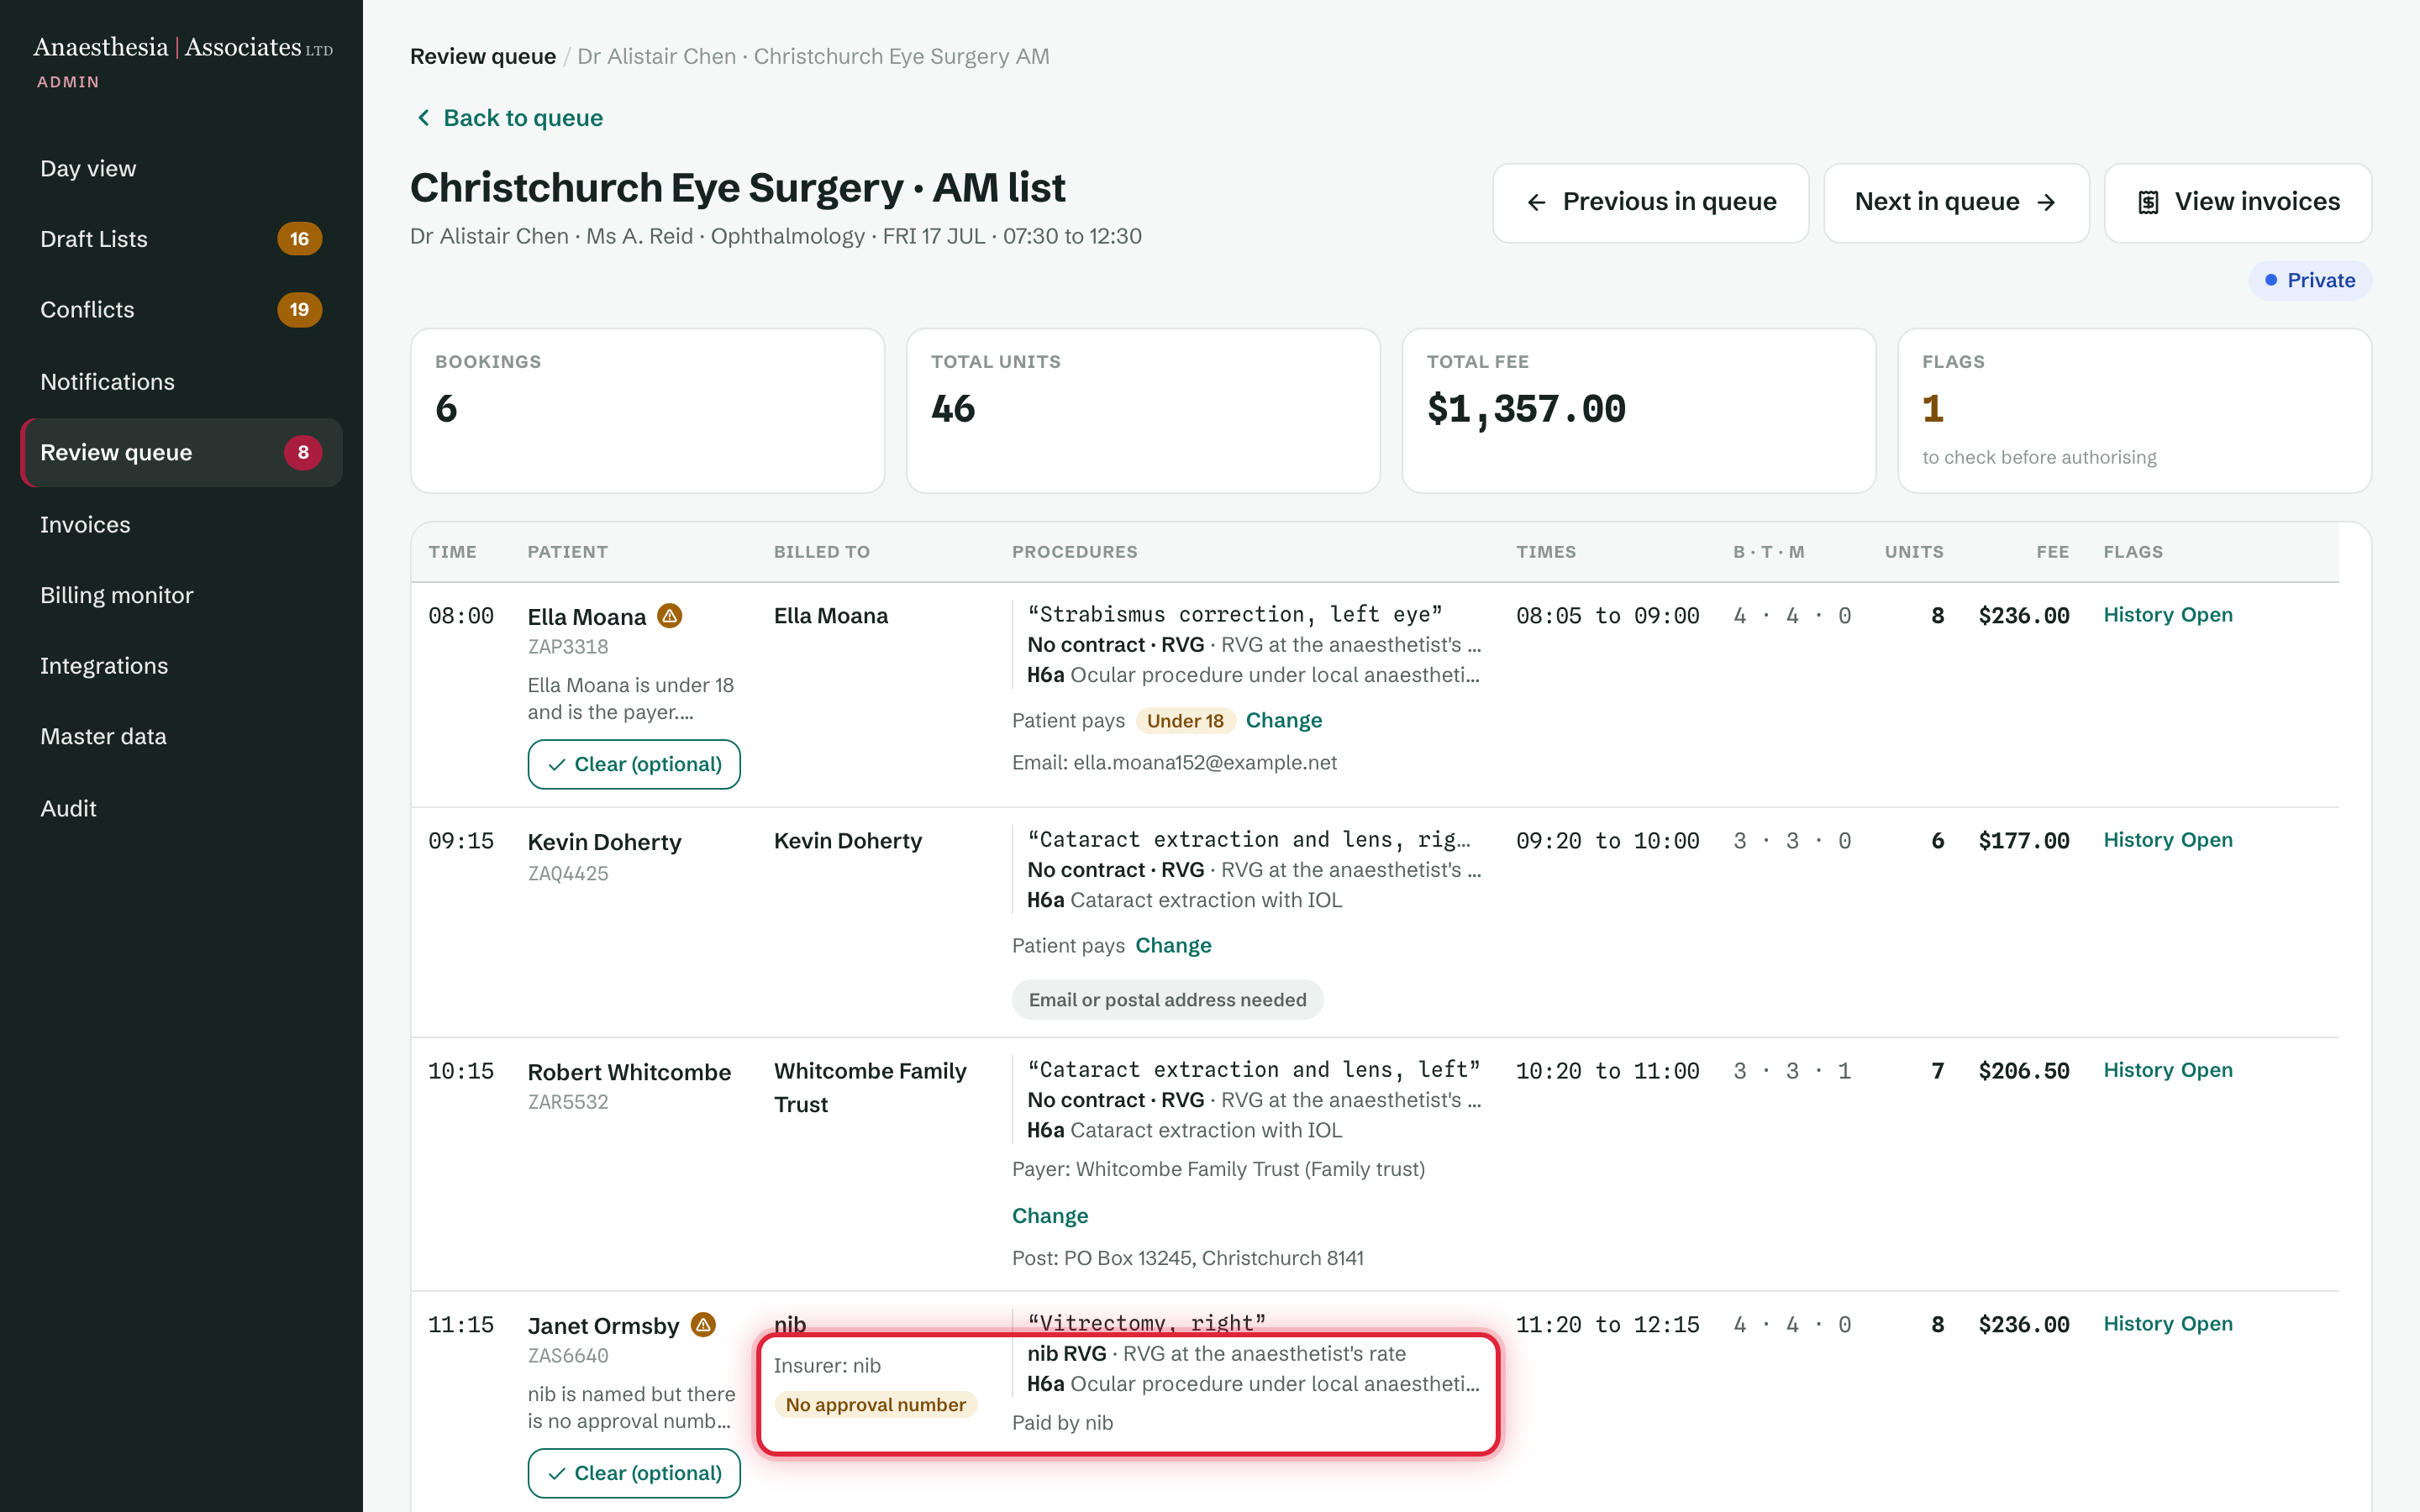 Anaesthesia | Associates LTD
ADMIN
Day view
Draft Lists 16
Conflicts 19
Notifications
Review queue 8
Invoices
Billing monitor
Integrations
Master data
Audit
Review queue / Dr Alistair Chen · Christchurch Eye Surgery AM
Back to queue
Christchurch Eye Surgery · AM list
Dr Alistair Chen · Ms A. Reid · Ophthalmology · FRI 17 JUL · 07:30 to 12:30
← Previous in queue
Next in queue →
View invoices
Private
BOOKINGS
6
TOTAL UNITS
46
TOTAL FEE
$1,357.00
FLAGS
1
to check before authorising
TIME PATIENT BILLED TO PROCEDURES TIMES B · T · M UNITS FEE FLAGS
08:00
Ella Moana
ZAP3318
Ella Moana is under 18
and is the payer....
Clear (optional)
Ella Moana
“Strabismus correction, left eye”
No contract · RVG · RVG at the anaesthetist's ...
H6a Ocular procedure under local anaestheti...
Patient pays Under 18 Change
Email: ella.moana152@example.net
08:05 to 09:00
4 · 4 · 0
8
$236.00
History Open
09:15
Kevin Doherty
ZAQ4425
Kevin Doherty
“Cataract extraction and lens, rig...
No contract · RVG · RVG at the anaesthetist's ...
H6a Cataract extraction with IOL
Patient pays Change
Email or postal address needed
09:20 to 10:00
3 · 3 · 0
6
$177.00
History Open
10:15
Robert Whitcombe
ZAR5532
Whitcombe Family
Trust
“Cataract extraction and lens, left”
No contract · RVG · RVG at the anaesthetist's ...
H6a Cataract extraction with IOL
Payer: Whitcombe Family Trust (Family trust)
Change
Post: PO Box 13245, Christchurch 8141
10:20 to 11:00
3 · 3 · 1
7
$206.50
History Open
11:15
Janet Ormsby
ZAS6640
nib is named but there
is no approval numb...
Clear (optional)
nib
Insurer: nib
No approval number
“Vitrectomy, right”
nib RVG · RVG at the anaesthetist's rate
H6a Ocular procedure under local anaestheti...
Paid by nib
11:20 to 12:15
4 · 4 · 0
8
$236.00
History Open